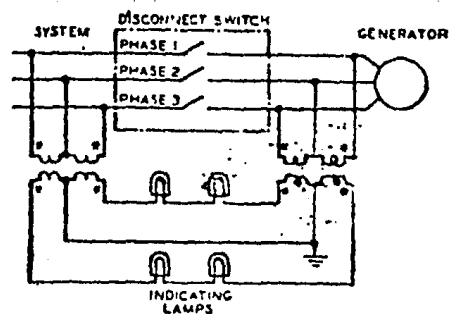 DISCONNECT SWITCH
SYSTEM
GENERATOR
PHASE 1
PHASE 2
PHASE 3
INDICATING
LAMPS